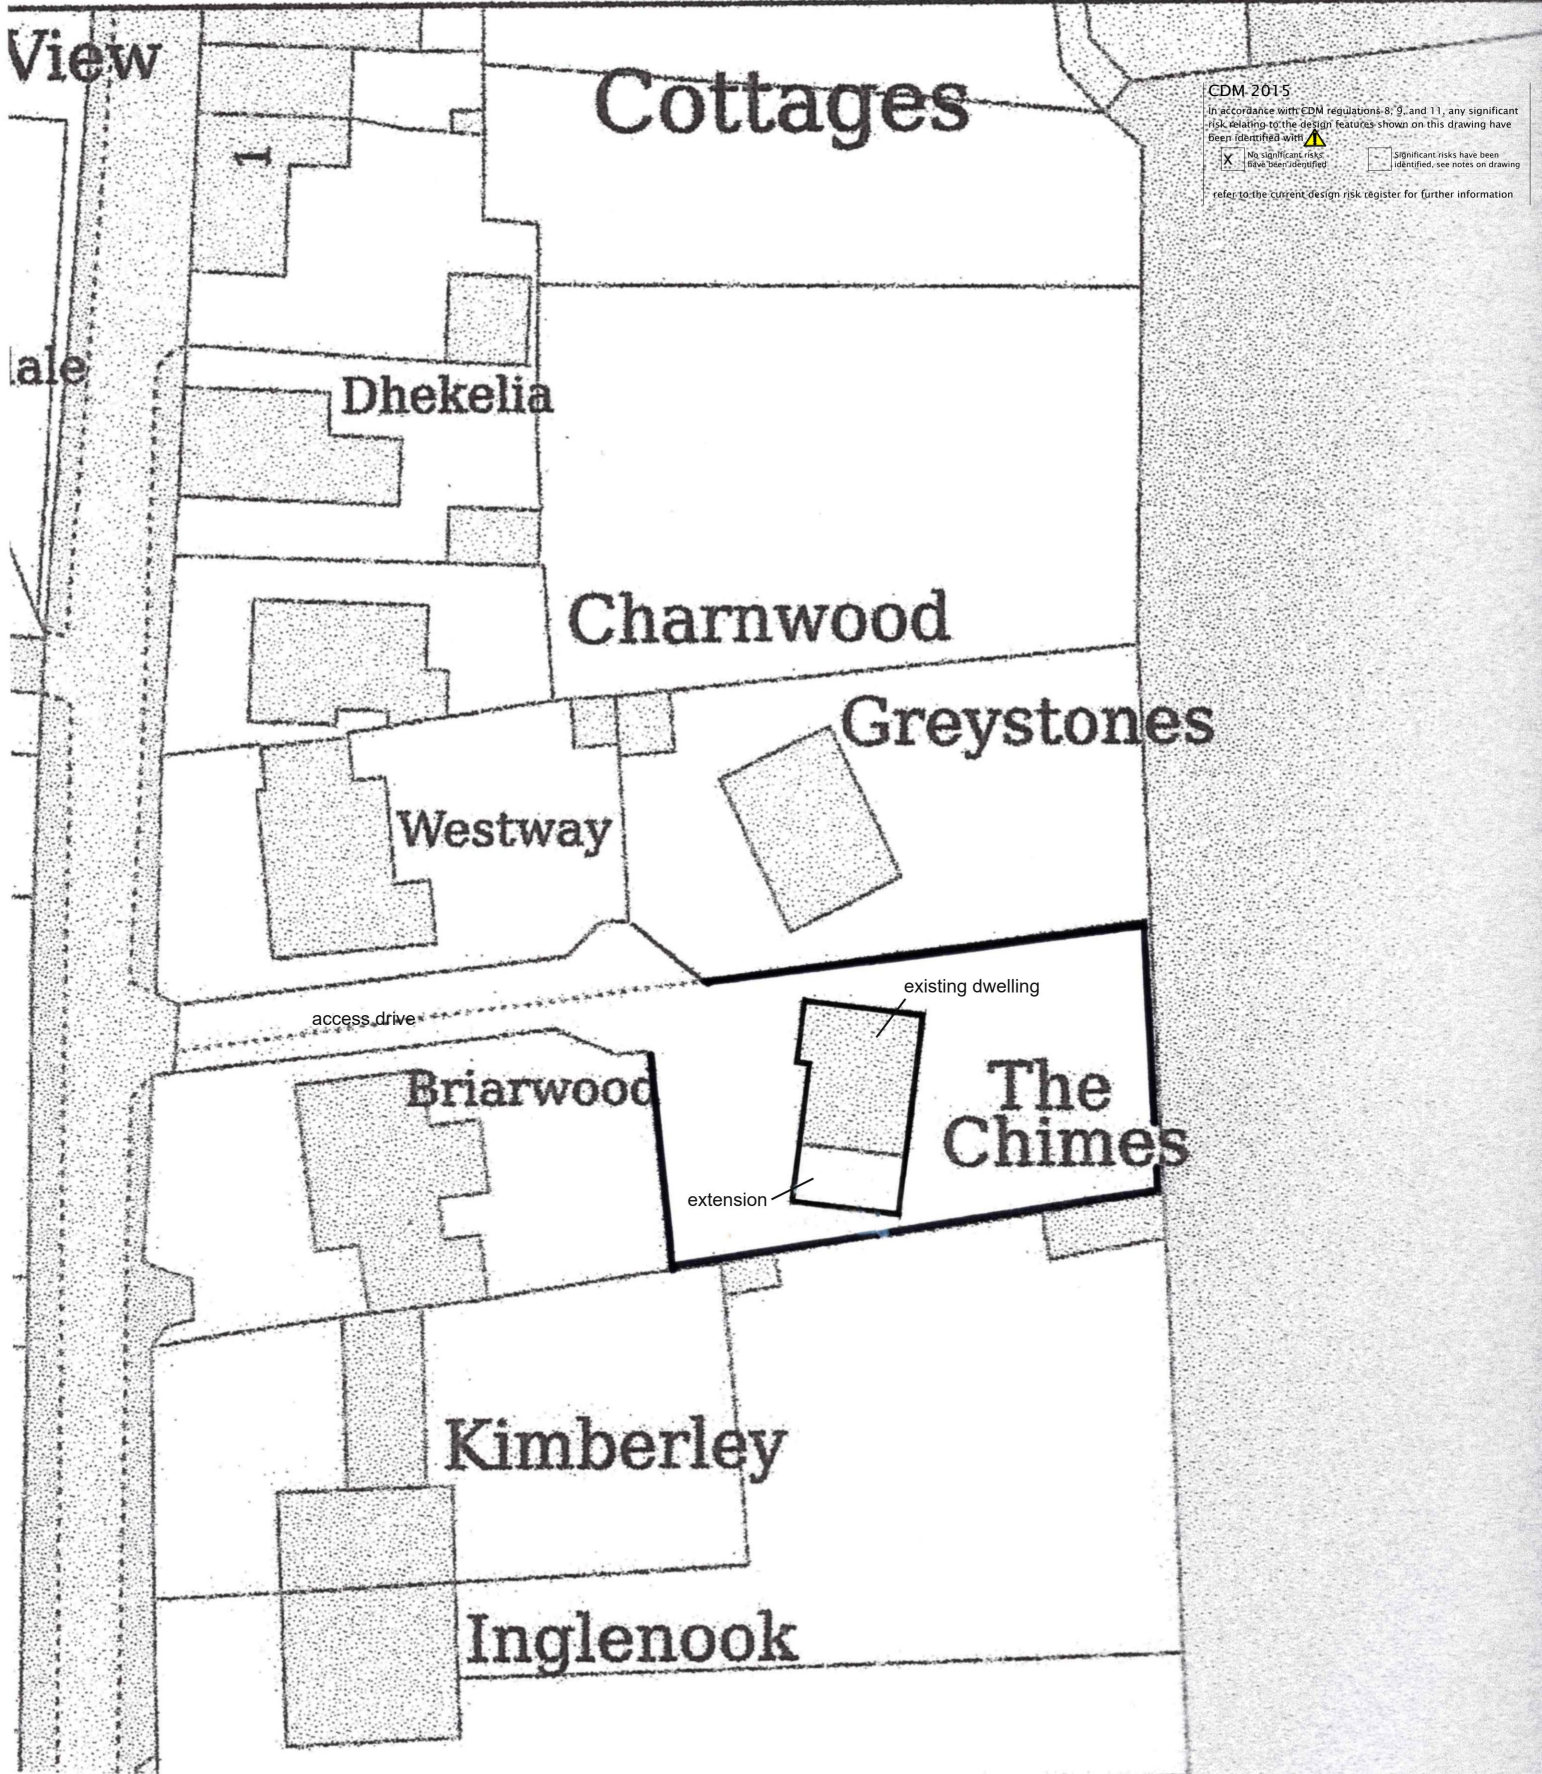 View
Cottages
CDM 2015
In accordance with CDM regulations 8, 9, and 11, any significant
risk relating to the design features shown on this drawing have
been identified with
X
No significant risks
have been identified
Significant risks have been
identified, see notes on drawing
refer to the current design risk register for further information
1
ale
Dhekelia
Charnwood
Greystones
Westway
existing dwelling
access drive
Briarwood
The
Chimes
extension
Kimberley
Inglenook